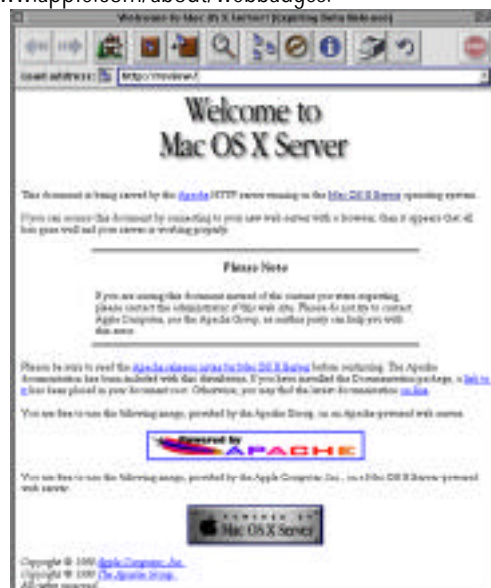 w.apple.com/about/webbadges/
Welcome to Mac OS X Server! [Expiring Beta Release]
http://review/
Welcome to
Mac OS X Server
This document is being served by the Apache HTTP server running on the Mac OS X Server operating system.
If you can access this document by connecting to your new web server with a browser, then it appears that all
has gone well and your server is working properly.
Please Note
If you are seeing this document instead of the content you were expecting,
please contact the administrator of this web site. Please do not try to contact
Apple Computer, nor the Apache Group, as neither party can help you with
this issue.
Please be sure to read the Apache release notes for Mac OS X Server before continuing. The Apache
documentation has been included with this distribution. If you have installed the Documentation package, a link to
it has been placed in your document root. Otherwise, you may find the latest documentation on-line.
You are free to use the following image, provided by the Apache Group, on an Apache-powered web server.
Powered by
APACHE
You are free to use the following image, provided by the Apple Computer, Inc., on a Mac OS X Server-powered
web server.
POWERED BY
Mac OS X Server
Copyright © 1999 Apple Computer, Inc.
Copyright © 1999 The Apache Group.
All rights reserved.